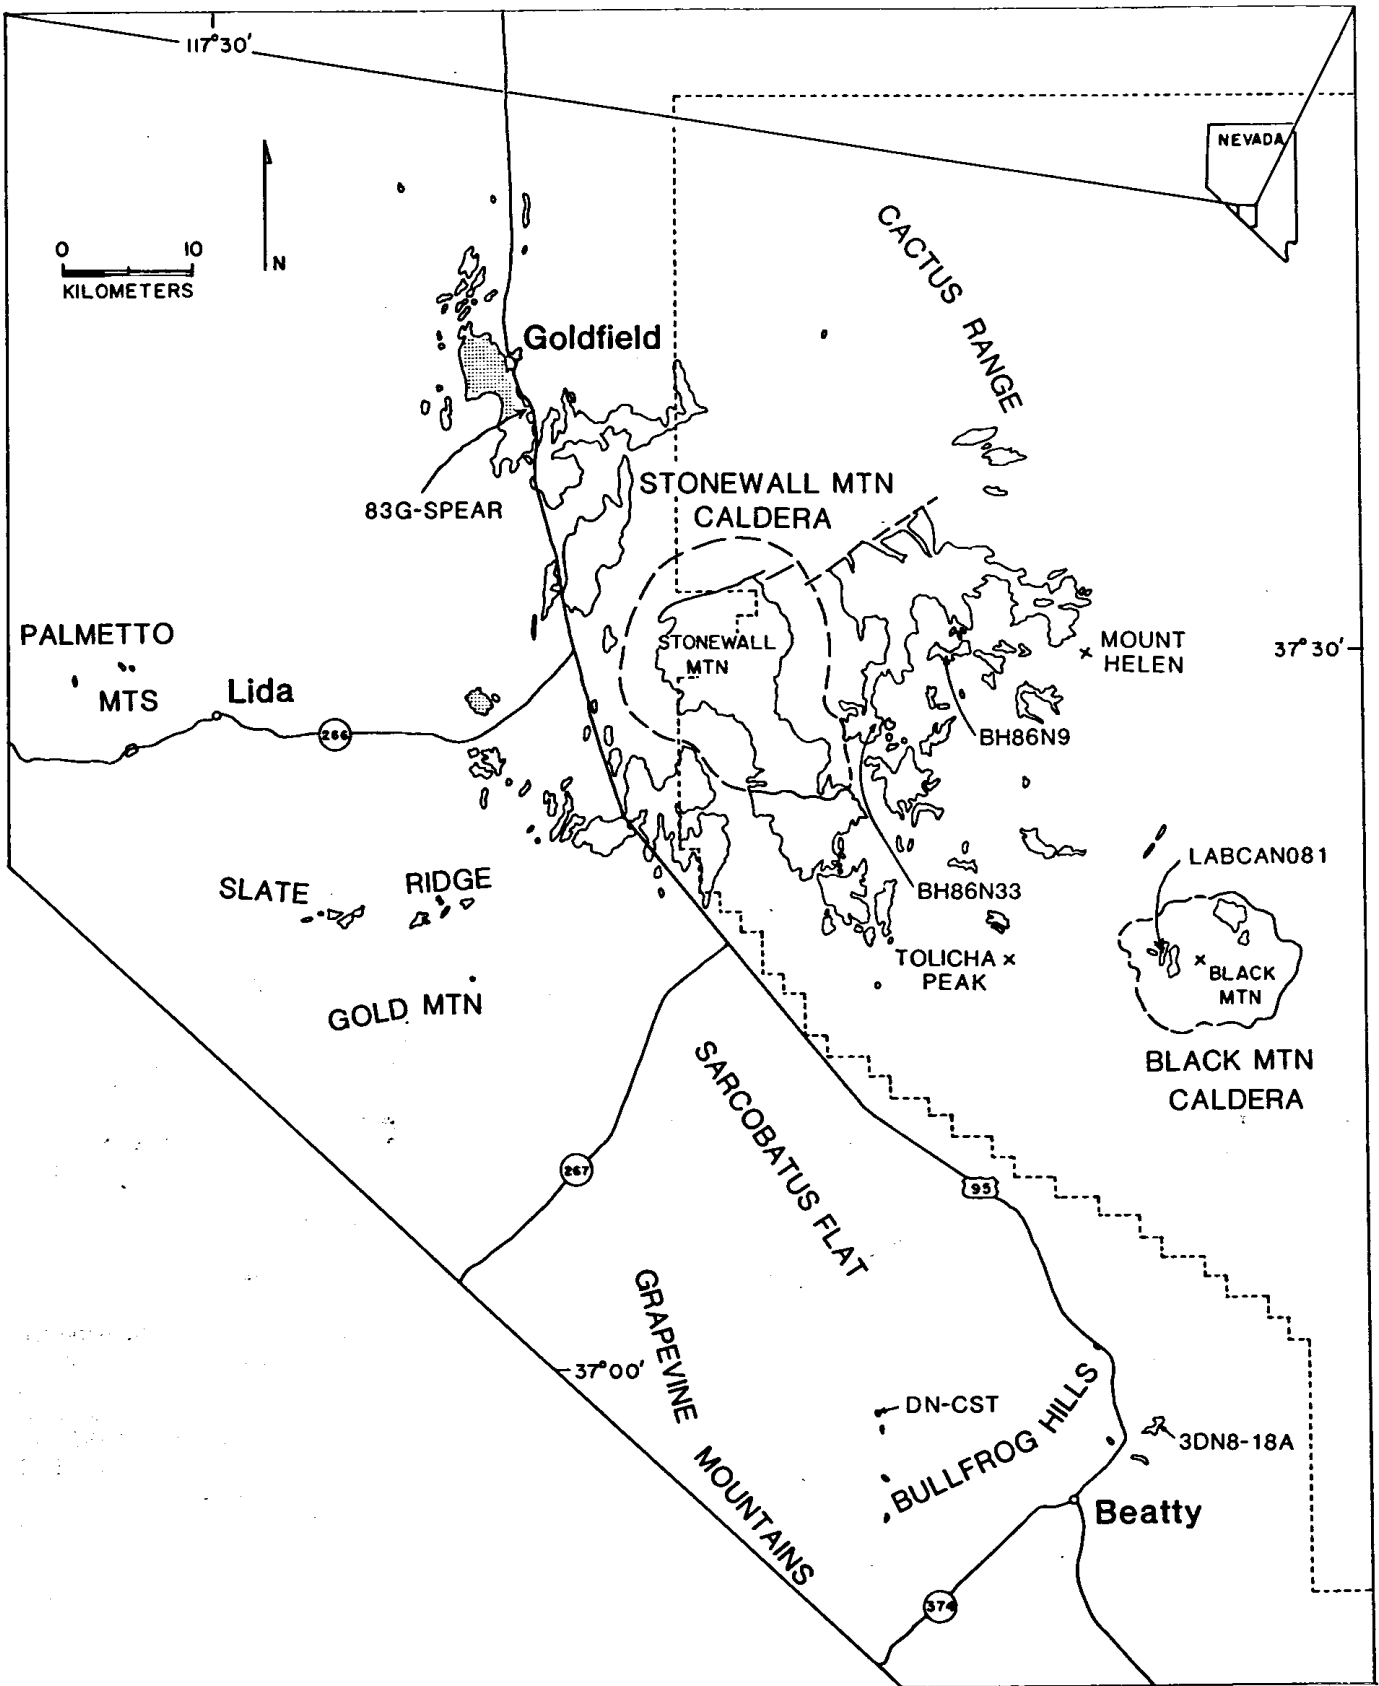 117°30'
NEVADA
0 10
KILOMETERS
N
CACTUS RANGE
Goldfield
83G-SPEAR
STONEWALL MTN
CALDERA
PALMETTO
MTS
Lida
266
STONEWALL
MTN
MOUNT
HELEN
37°30'
BH86N9
BH86N33
LABCAN081
SLATE RIDGE
GOLD MTN
TOLICHA
PEAK
BLACK
MTN
BLACK MTN
CALDERA
SARCOBATUS FLAT
267
95
GRAPEVINE MOUNTAINS
37°00'
DN-CST
BULLFROG HILLS
3DN8-18A
Beatty
374